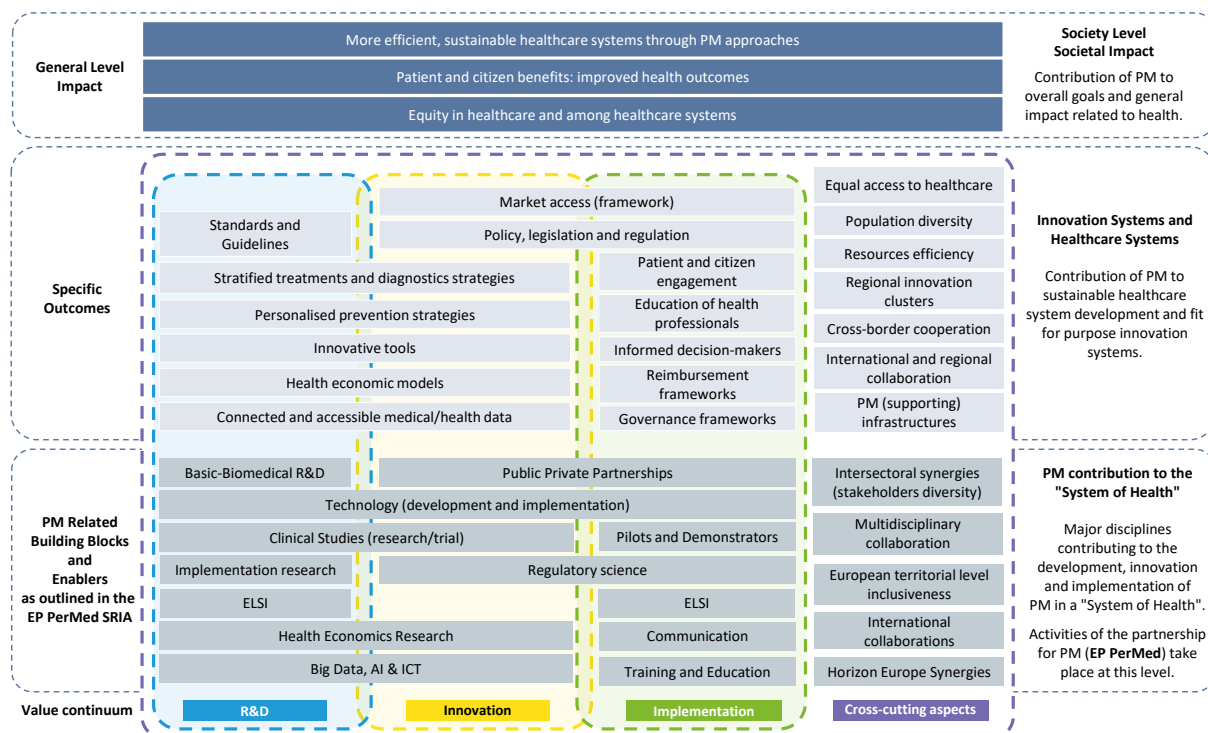 More efficient, sustainable healthcare systems through PM approaches
Patient and citizen benefits: improved health outcomes
Equity in healthcare and among healthcare systems
General Level
Impact
Society Level
Societal Impact
Contribution of PM to
overall goals and general
impact related to health.
Specific
Outcomes
Standards and
Guidelines
Market access (framework)
Policy, legislation and regulation
Stratified treatments and diagnostics strategies
Personalised prevention strategies
Innovative tools
Health economic models
Connected and accessible medical/health data
Patient and citizen
engagement
Education of health
professionals
Informed decision-makers
Reimbursement
frameworks
Governance frameworks
Equal access to healthcare
Population diversity
Resources efficiency
Regional innovation
clusters
Cross-border cooperation
International and regional
collaboration
PM (supporting)
infrastructures
Innovation Systems and
Healthcare Systems
Contribution of PM to
sustainable healthcare
system development and fit
for purpose innovation
systems.
PM Related
Building Blocks
and
Enablers
as outlined in the
EP PerMed SRIA
Basic-Biomedical R&D
Public Private Partnerships
Technology (development and implementation)
Clinical Studies (research/trial)
Pilots and Demonstrators
Implementation research
Regulatory science
ELSI
ELSI
Health Economics Research
Communication
Big Data, AI & ICT
Training and Education
Intersectoral synergies
(stakeholders diversity)
Multidisciplinary
collaboration
European territorial level
inclusiveness
International
collaborations
Horizon Europe Synergies
PM contribution to the
"System of Health"
Major disciplines
contributing to the
development, innovation
and implementation of
PM in a "System of Health".
Activities of the partnership
for PM (EP PerMed) take
place at this level.
Value continuum
R&D
Innovation
Implementation
Cross-cutting aspects